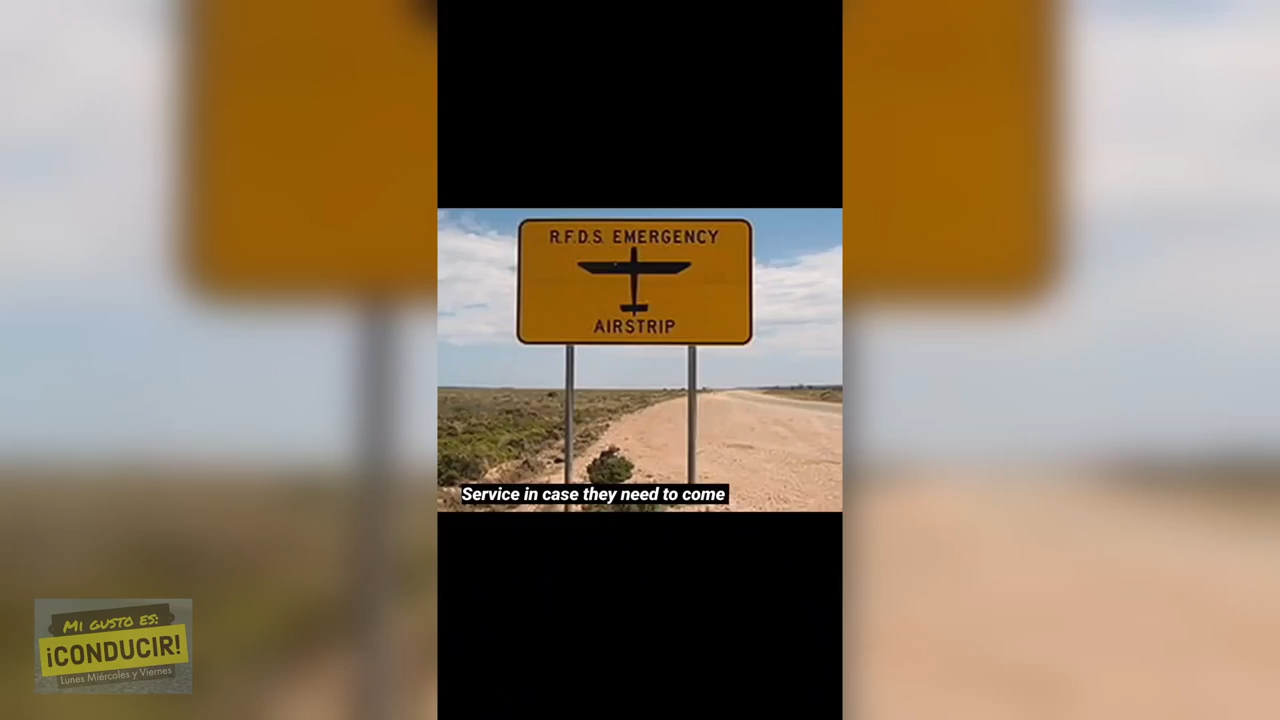 R.F.D.S. EMERGENCY
AIRSTRIP
Service in case they need to come
MI GUSTO ES:
¡CONDUCIR!
Lunes Miércoles y Viernes